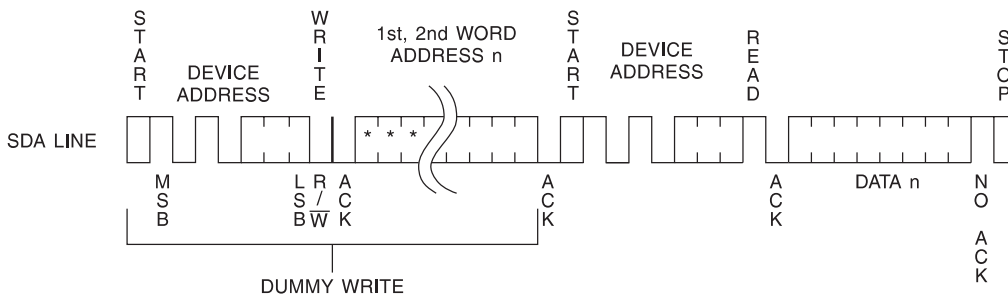 START
WRITE
1st, 2nd WORD
ADDRESS n
START
DEVICE
ADDRESS
READ
STOP
DEVICE
ADDRESS
SDA LINE
* * *
MSB
LSB
R/W
ACK
ACK
ACK
DATA n
NO ACK
DUMMY WRITE